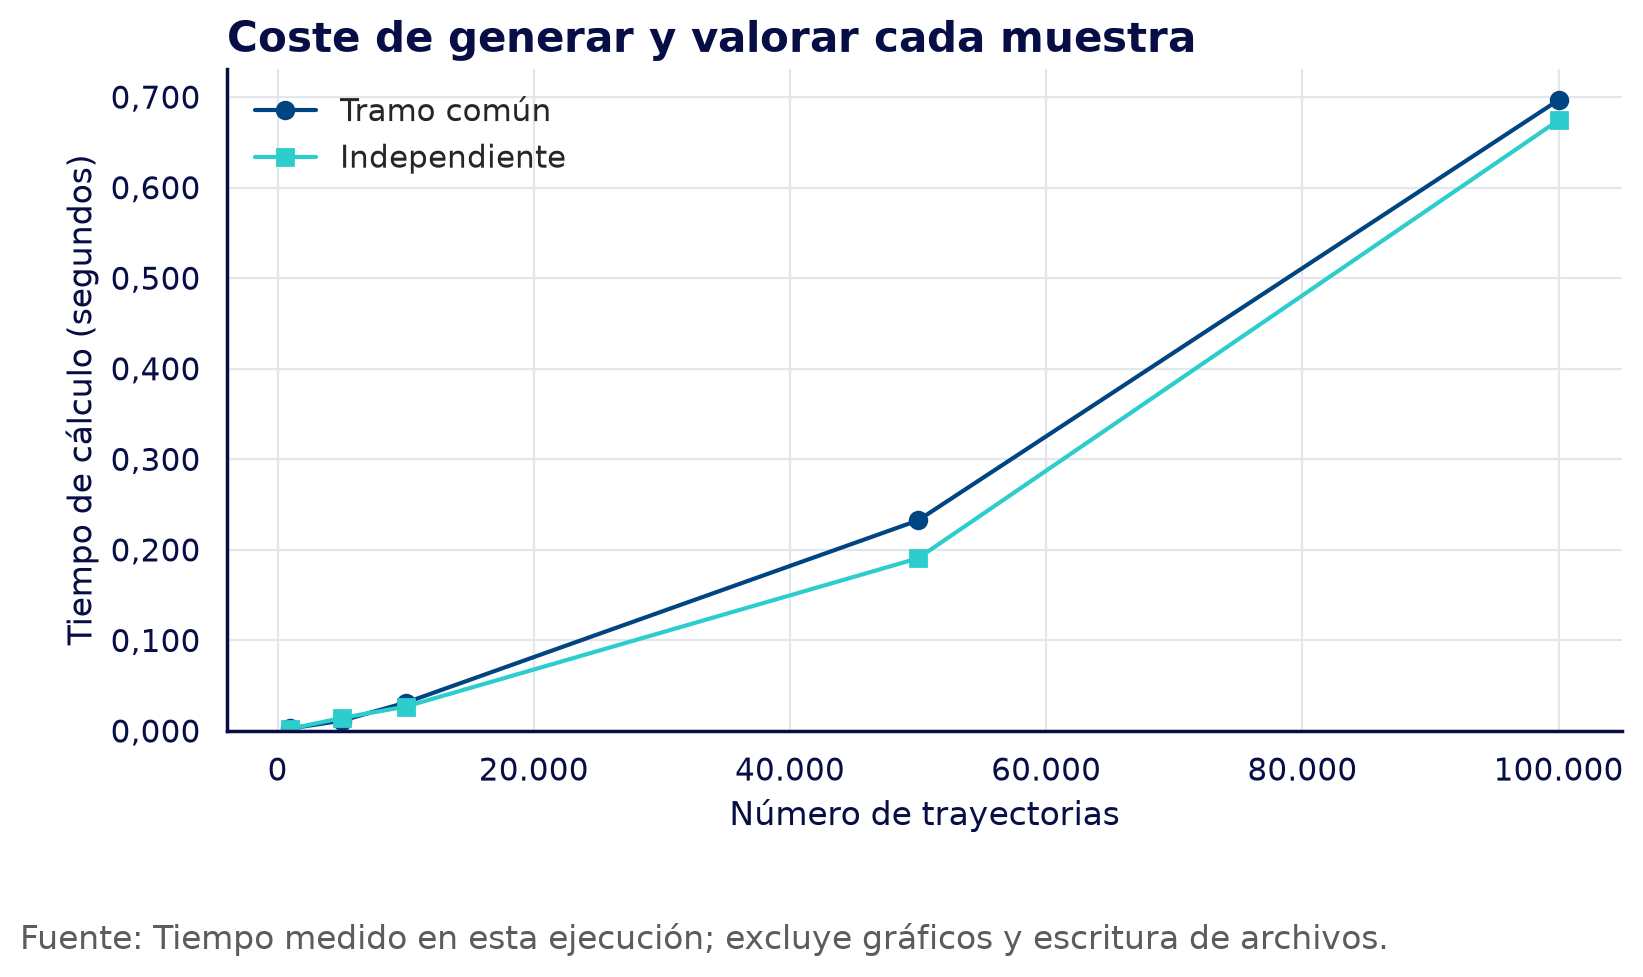 Coste de generar y valorar cada muestra
Tramo común
Independiente
Tiempo de cálculo (segundos)
0,700
0,600
0,500
0,400
0,300
0,200
0,100
0,000
0
20.000
40.000
60.000
80.000
100.000
Número de trayectorias
Fuente: Tiempo medido en esta ejecución; excluye gráficos y escritura de archivos.